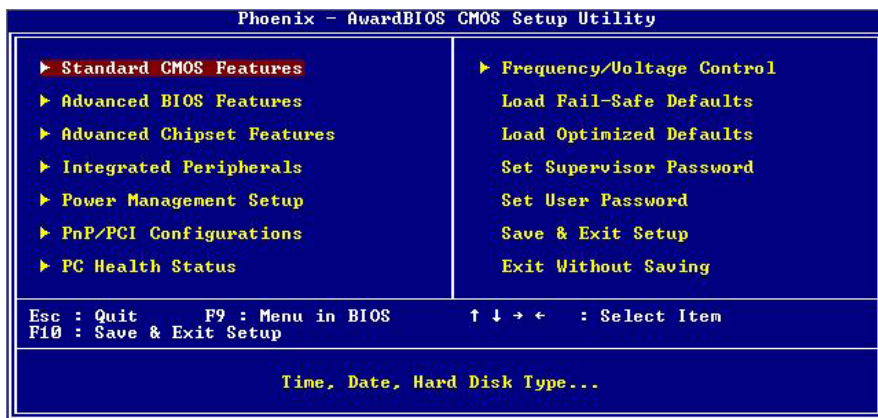 Phoenix - AwardBIOS CMOS Setup Utility
▶ Standard CMOS Features
▶ Advanced BIOS Features
▶ Advanced Chipset Features
▶ Integrated Peripherals
▶ Power Management Setup
▶ PnP/PCI Configurations
▶ PC Health Status
▶ Frequency/Voltage Control
Load Fail-Safe Defaults
Load Optimized Defaults
Set Supervisor Password
Set User Password
Save & Exit Setup
Exit Without Saving
Esc : Quit F9 : Menu in BIOS ↑ ↓ → ← : Select Item
F10 : Save & Exit Setup
Time, Date, Hard Disk Type...